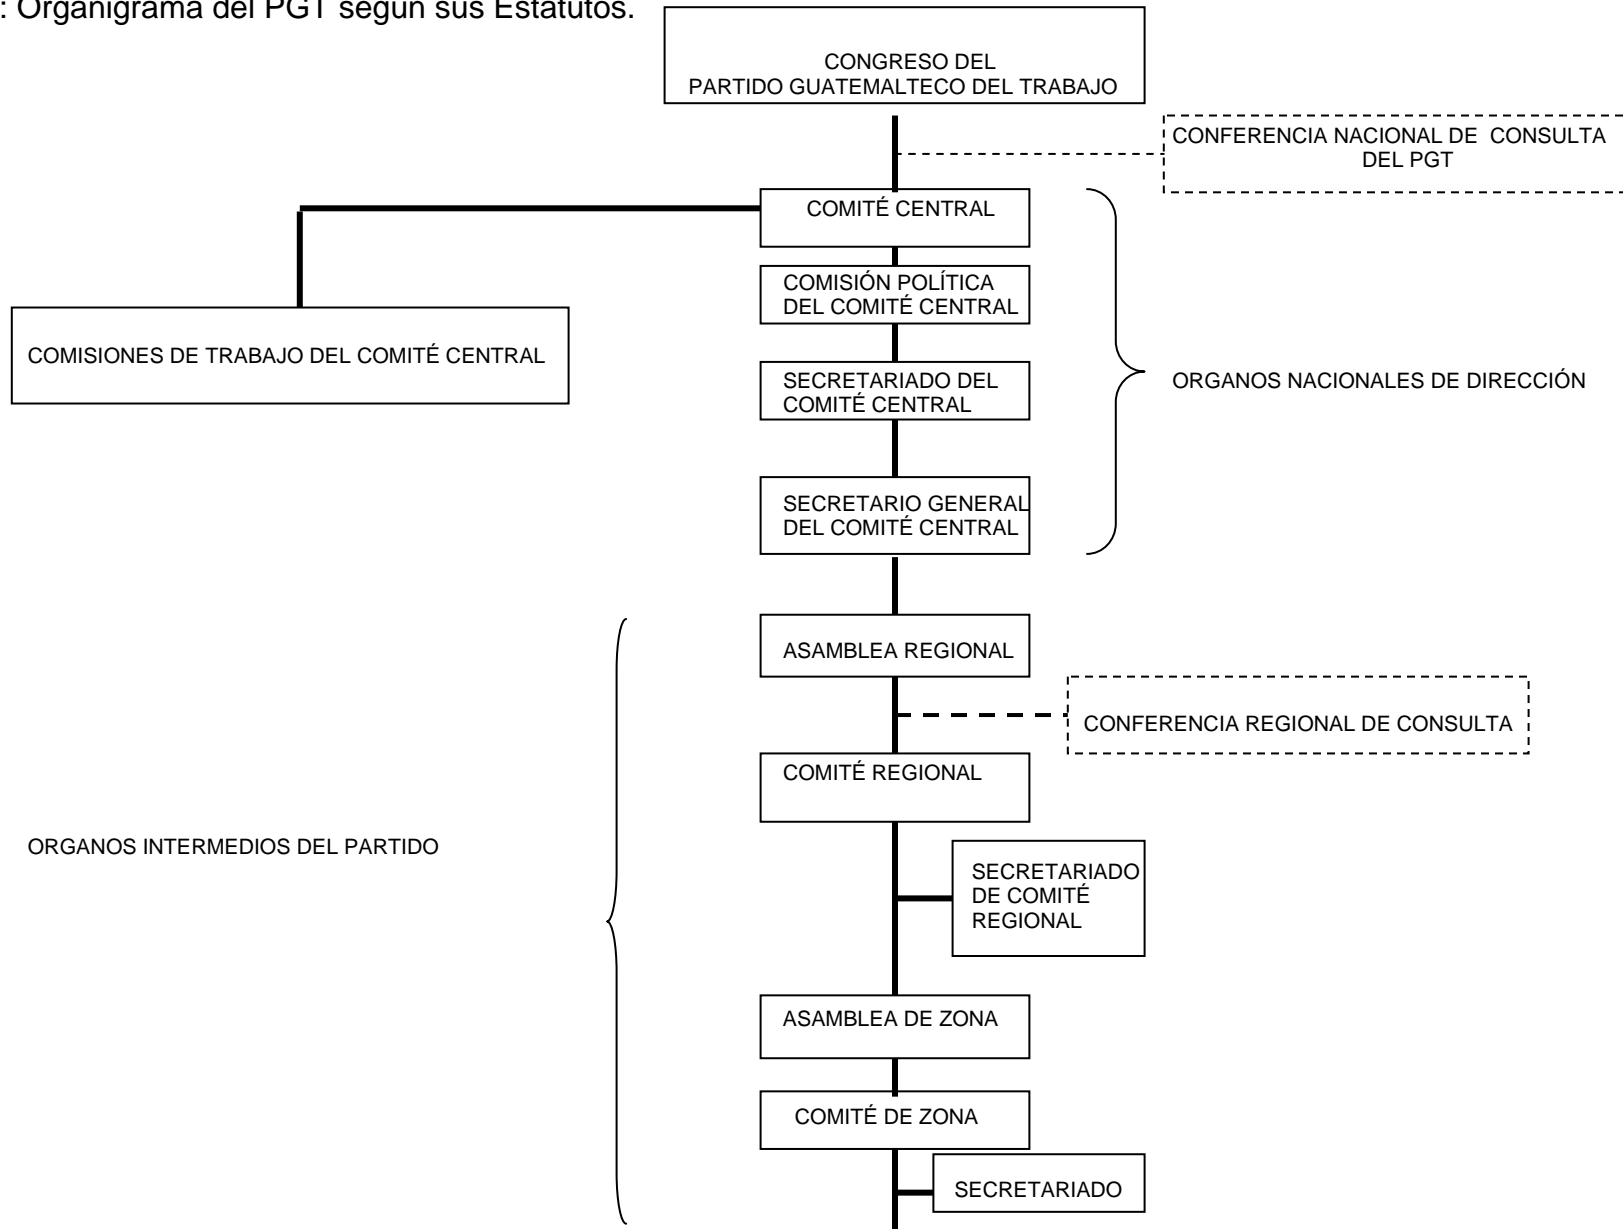 : Organigrama del PGT según sus Estatutos.
CONGRESO DEL
PARTIDO GUATEMALTECO DEL TRABAJO
CONFERENCIA NACIONAL DE CONSULTA
DEL PGT
COMITÉ CENTRAL
COMISIÓN POLÍTICA
DEL COMITÉ CENTRAL
COMISIONES DE TRABAJO DEL COMITÉ CENTRAL
SECRETARIADO DEL
COMITÉ CENTRAL
ORGANOS NACIONALES DE DIRECCIÓN
SECRETARIO GENERAL
DEL COMITÉ CENTRAL
ASAMBLEA REGIONAL
CONFERENCIA REGIONAL DE CONSULTA
COMITÉ REGIONAL
ORGANOS INTERMEDIOS DEL PARTIDO
SECRETARIADO
DE COMITÉ
REGIONAL
ASAMBLEA DE ZONA
COMITÉ DE ZONA
SECRETARIADO